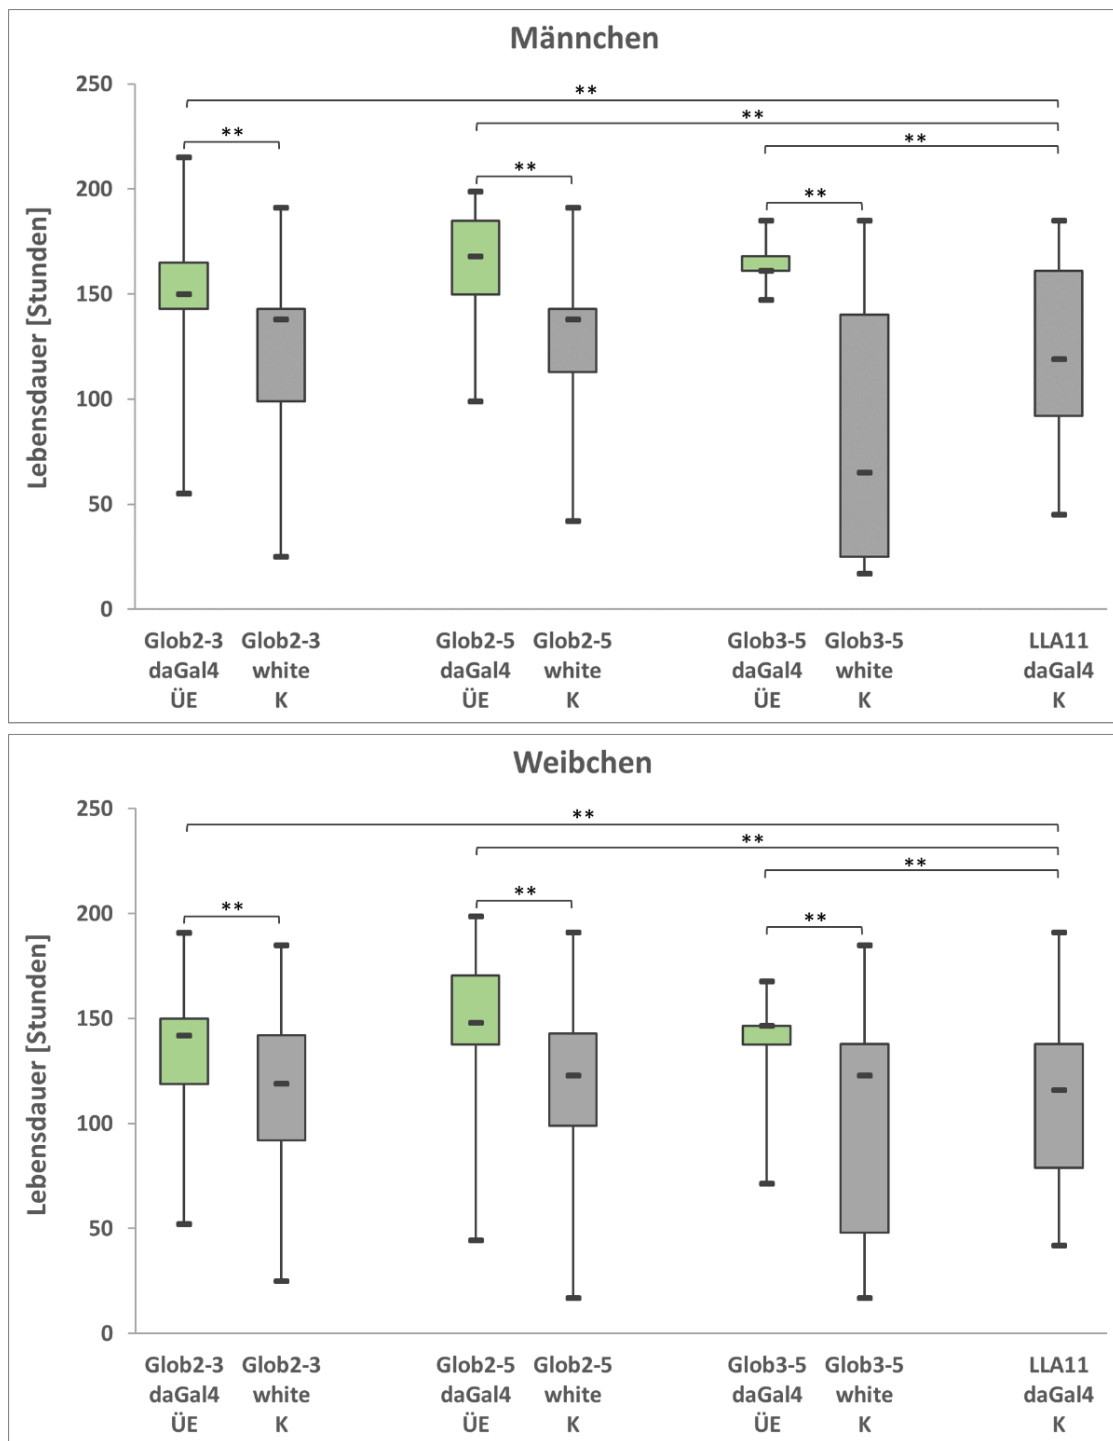 Männchen
250
200
150
100
50
0
Lebensdauer [Stunden]
**
**
**
**
**
**
Glob2-3 Glob2-3 Glob2-5 Glob2-5 Glob3-5 Glob3-5 LLA11
daGal4 white daGal4 white daGal4 white daGal4
ÜE K ÜE K ÜE K K
Weibchen
250
200
150
100
50
0
Lebensdauer [Stunden]
**
**
**
**
**
**
Glob2-3 Glob2-3 Glob2-5 Glob2-5 Glob3-5 Glob3-5 LLA11
daGal4 white daGal4 white daGal4 white daGal4
ÜE K ÜE K ÜE K K